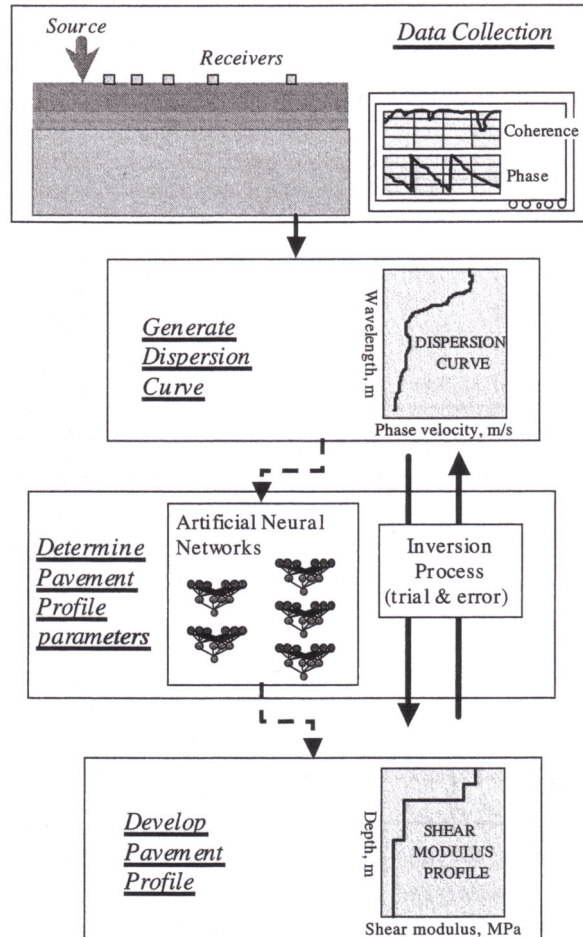 Source
Receivers
Data Collection
Coherence
Phase
Generate
Dispersion
Curve
Wavelength, m
DISPERSION
CURVE
Phase velocity, m/s
Determine
Pavement
Profile
parameters
Artificial Neural
Networks
Inversion
Process
(trial & error)
Develop
Pavement
Profile
Depth, m
SHEAR
MODULUS
PROFILE
Shear modulus, MPa